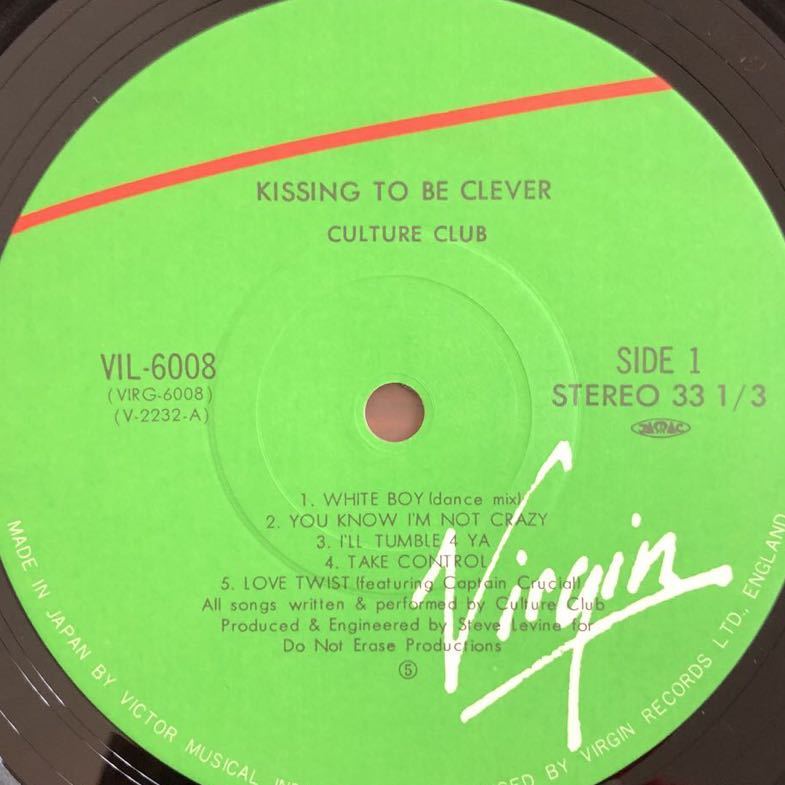 KISSING TO BE CLEVER
CULTURE CLUB
VIL-6008
(VIRG-6008)
(V-2232-A)
SIDE 1
STEREO 33 1/3
JASRAC
1. WHITE BOY (dance mix)
2. YOU KNOW I'M NOT CRAZY
3. I'LL TUMBLE 4 YA
4. TAKE CONTROL
5. LOVE TWIST (featuring Captain Crucial)
All songs written & performed by Culture Club
Produced & Engineered by Steve Levine for
Do Not Erase Productions
⑤
Virgin
MADE IN JAPAN BY VICTOR MUSICAL
BY VIRGIN RECORDS LTD., ENGLAND